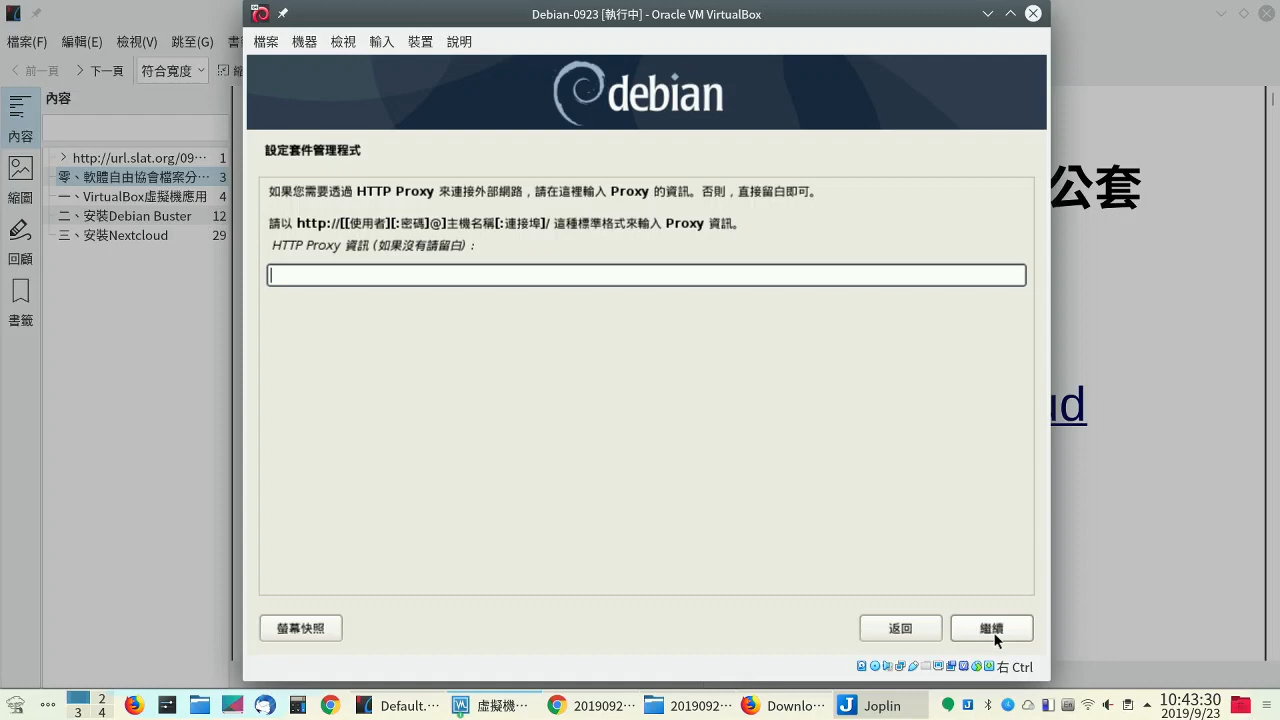 Debian-0923 [執行中] - Oracle VM VirtualBox
檔案(F) 編輯(E) 檢視(V) 跳至(G)
檔案 機器 檢視 輸入 裝置 說明
前一頁 下一頁 符合寬度
debian
內容
內容
縮圖
回顧
書籤
http://url.slat.org/09··· 1
零、軟體自由協會檔案分··· 3
一、VirtualBox虛擬機應用 4
二、安裝Debian Buster 12
三、安裝Nextcloud 29
設定套件管理程式
如果您需要透過 HTTP Proxy 來連接外部網路，請在這裡輸入 Proxy 的資訊。否則，直接留白即可。
請以 http://[[使用者][:密碼]@]主機名稱[:連接埠]/ 這種標準格式來輸入 Proxy 資訊。
HTTP Proxy 資訊 (如果沒有請留白)：
公套
ud
螢幕快照 返回 繼續
右 Ctrl
2
3 4
Default.··· 虛擬機··· 2019092··· 2019092··· Downlo··· Joplin
10:43:30
2019/9/23